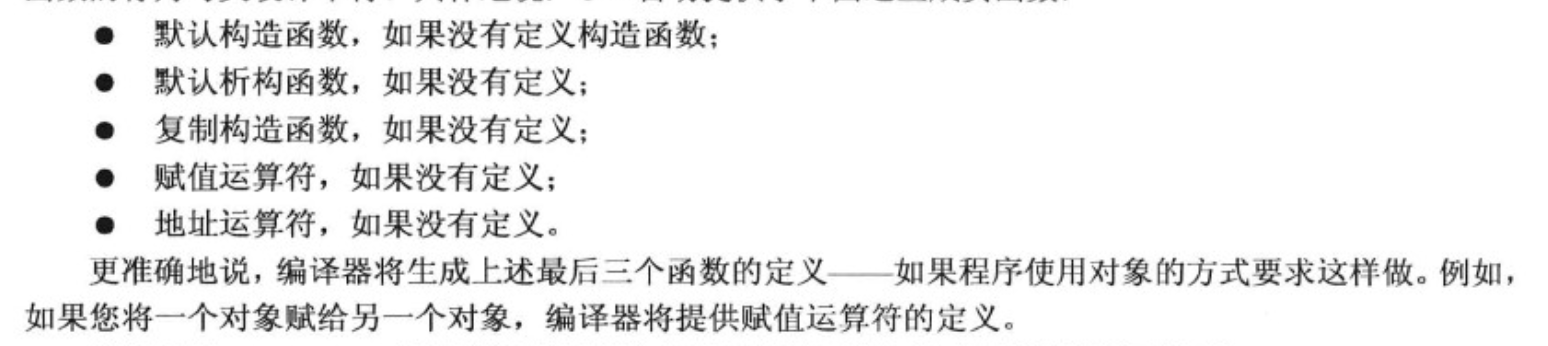 ● 默认构造函数，如果没有定义构造函数；
● 默认析构函数，如果没有定义；
● 复制构造函数，如果没有定义；
● 赋值运算符，如果没有定义；
● 地址运算符，如果没有定义。
更准确地说，编译器将生成上述最后三个函数的定义——如果程序使用对象的方式要求这样做。例如，
如果您将一个对象赋给另一个对象，编译器将提供赋值运算符的定义。